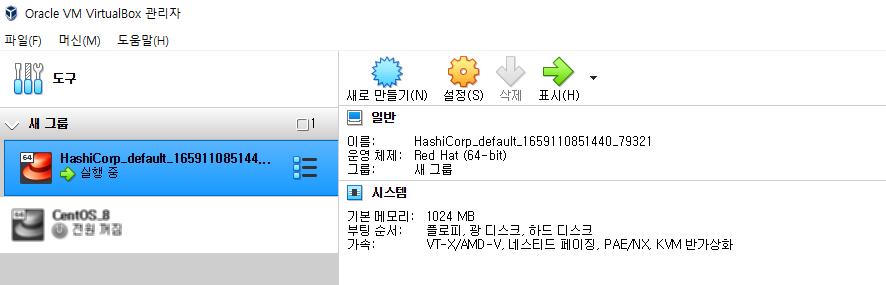 Oracle VM VirtualBox 관리자
파일(F) 머신(M) 도움말(H)
도구
새로 만들기(N) 설정(S) 삭제 표시(H)
새 그룹 1
64 HashiCorp_default_165911085144...
실행 중
64 CentOS_8
전원 꺼짐
일반
이름: HashiCorp_default_1659110851440_79321
운영 체제: Red Hat (64-bit)
그룹: 새 그룹
시스템
기본 메모리: 1024 MB
부팅 순서: 플로피, 광 디스크, 하드 디스크
가속: VT-X/AMD-V, 네스티드 페이징, PAE/NX, KVM 반가상화